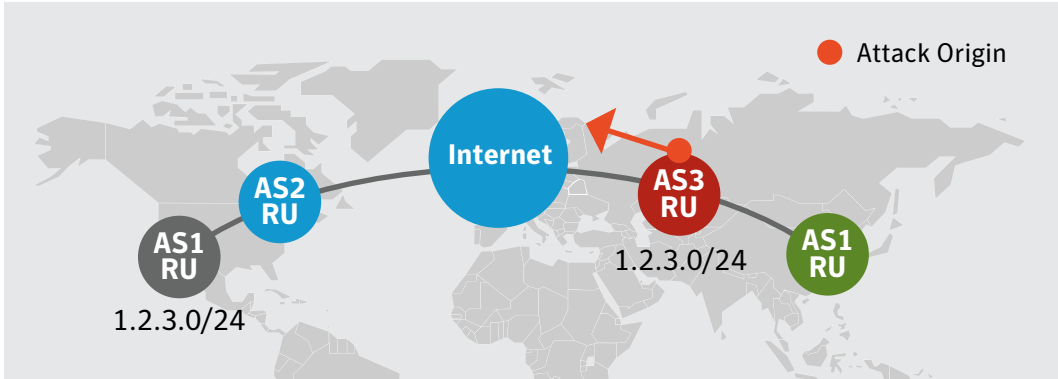 Attack Origin
Internet
AS2
RU
AS3
RU
AS1
RU
AS1
RU
1.2.3.0/24
1.2.3.0/24